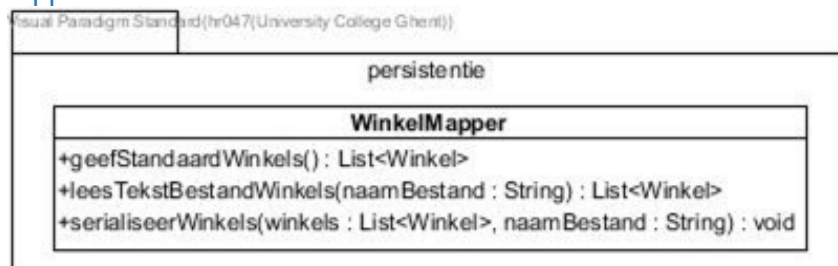 Visual Paradigm Standard(hr047(University College Ghent))
persistentie
WinkelMapper
+geefStandaardWinkels() : List<Winkel>
+leesTekstBestandWinkels(naamBestand : String) : List<Winkel>
+serialiseerWinkels(winkels : List<Winkel>, naamBestand : String) : void